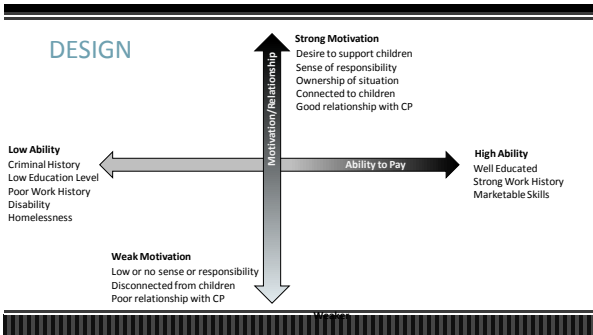 DESIGN
Strong Motivation
Desire to support children
Sense of responsibility
Ownership of situation
Connected to children
Good relationship with CP
Motivation/Relationship
Low Ability
Criminal History
Low Education Level
Poor Work History
Disability
Homelessness
Ability to Pay
High Ability
Well Educated
Strong Work History
Marketable Skills
Weak Motivation
Low or no sense or responsibility
Disconnected from children
Poor relationship with CP
Weaker